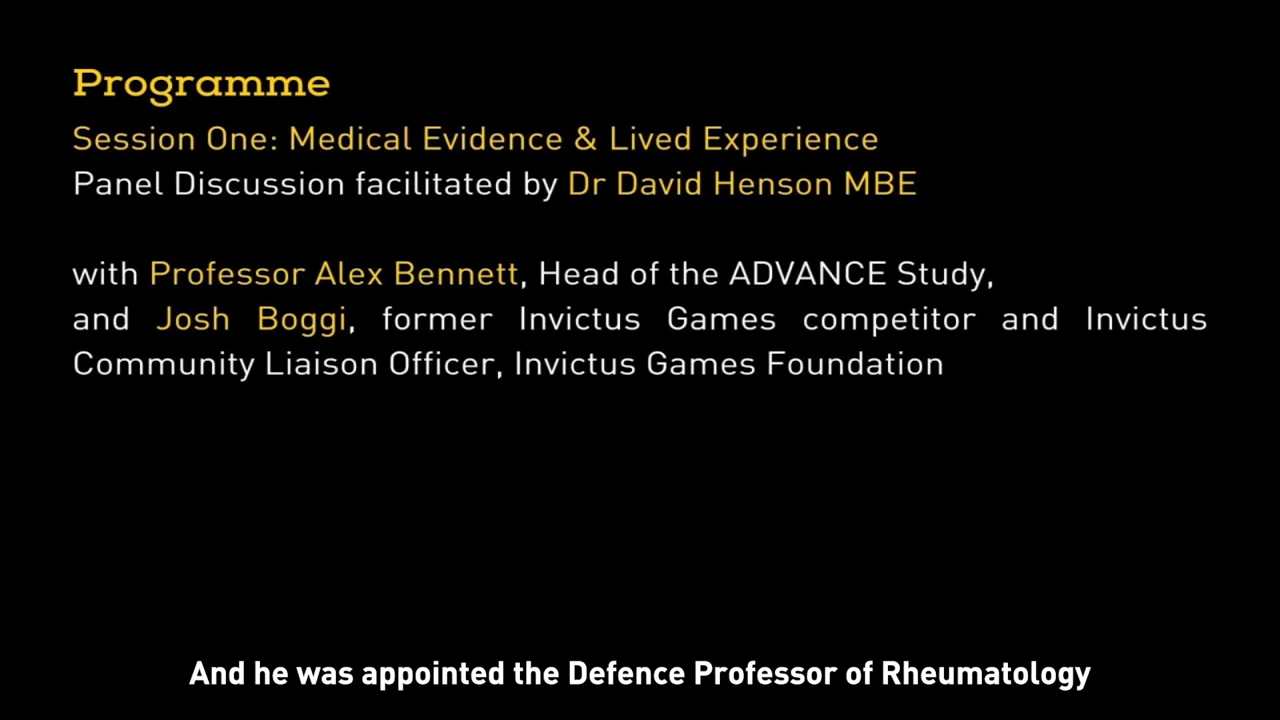 Programme
Session One: Medical Evidence & Lived Experience
Panel Discussion facilitated by Dr David Henson MBE
with Professor Alex Bennett, Head of the ADVANCE Study,
and Josh Boggi, former Invictus Games competitor and Invictus
Community Liaison Officer, Invictus Games Foundation
And he was appointed the Defence Professor of Rheumatology